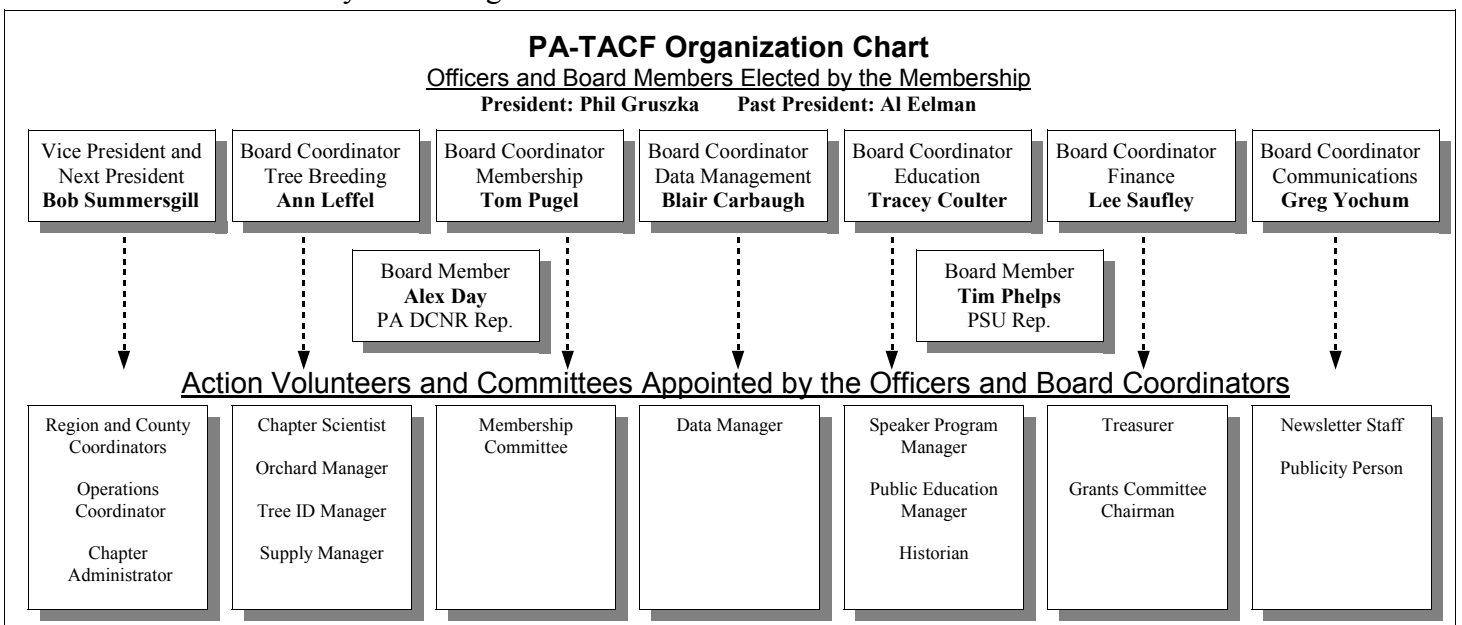 PA-TACF Organization Chart
Officers and Board Members Elected by the Membership
President: Phil Gruszka Past President: Al Eelman
Vice President and
Next President
Bob Summersgill
Board Coordinator
Tree Breeding
Ann Leffel
Board Coordinator
Membership
Tom Pugel
Board Coordinator
Data Management
Blair Carbaugh
Board Coordinator
Education
Tracey Coulter
Board Coordinator
Finance
Lee Saufley
Board Coordinator
Communications
Greg Yochum
Board Member
Alex Day
PA DCNR Rep.
Board Member
Tim Phelps
PSU Rep.
Action Volunteers and Committees Appointed by the Officers and Board Coordinators
Region and County
Coordinators
Operations
Coordinator
Chapter
Administrator
Chapter Scientist
Orchard Manager
Tree ID Manager
Supply Manager
Membership
Committee
Data Manager
Speaker Program
Manager
Public Education
Manager
Historian
Treasurer
Grants Committee
Chairman
Newsletter Staff
Publicity Person